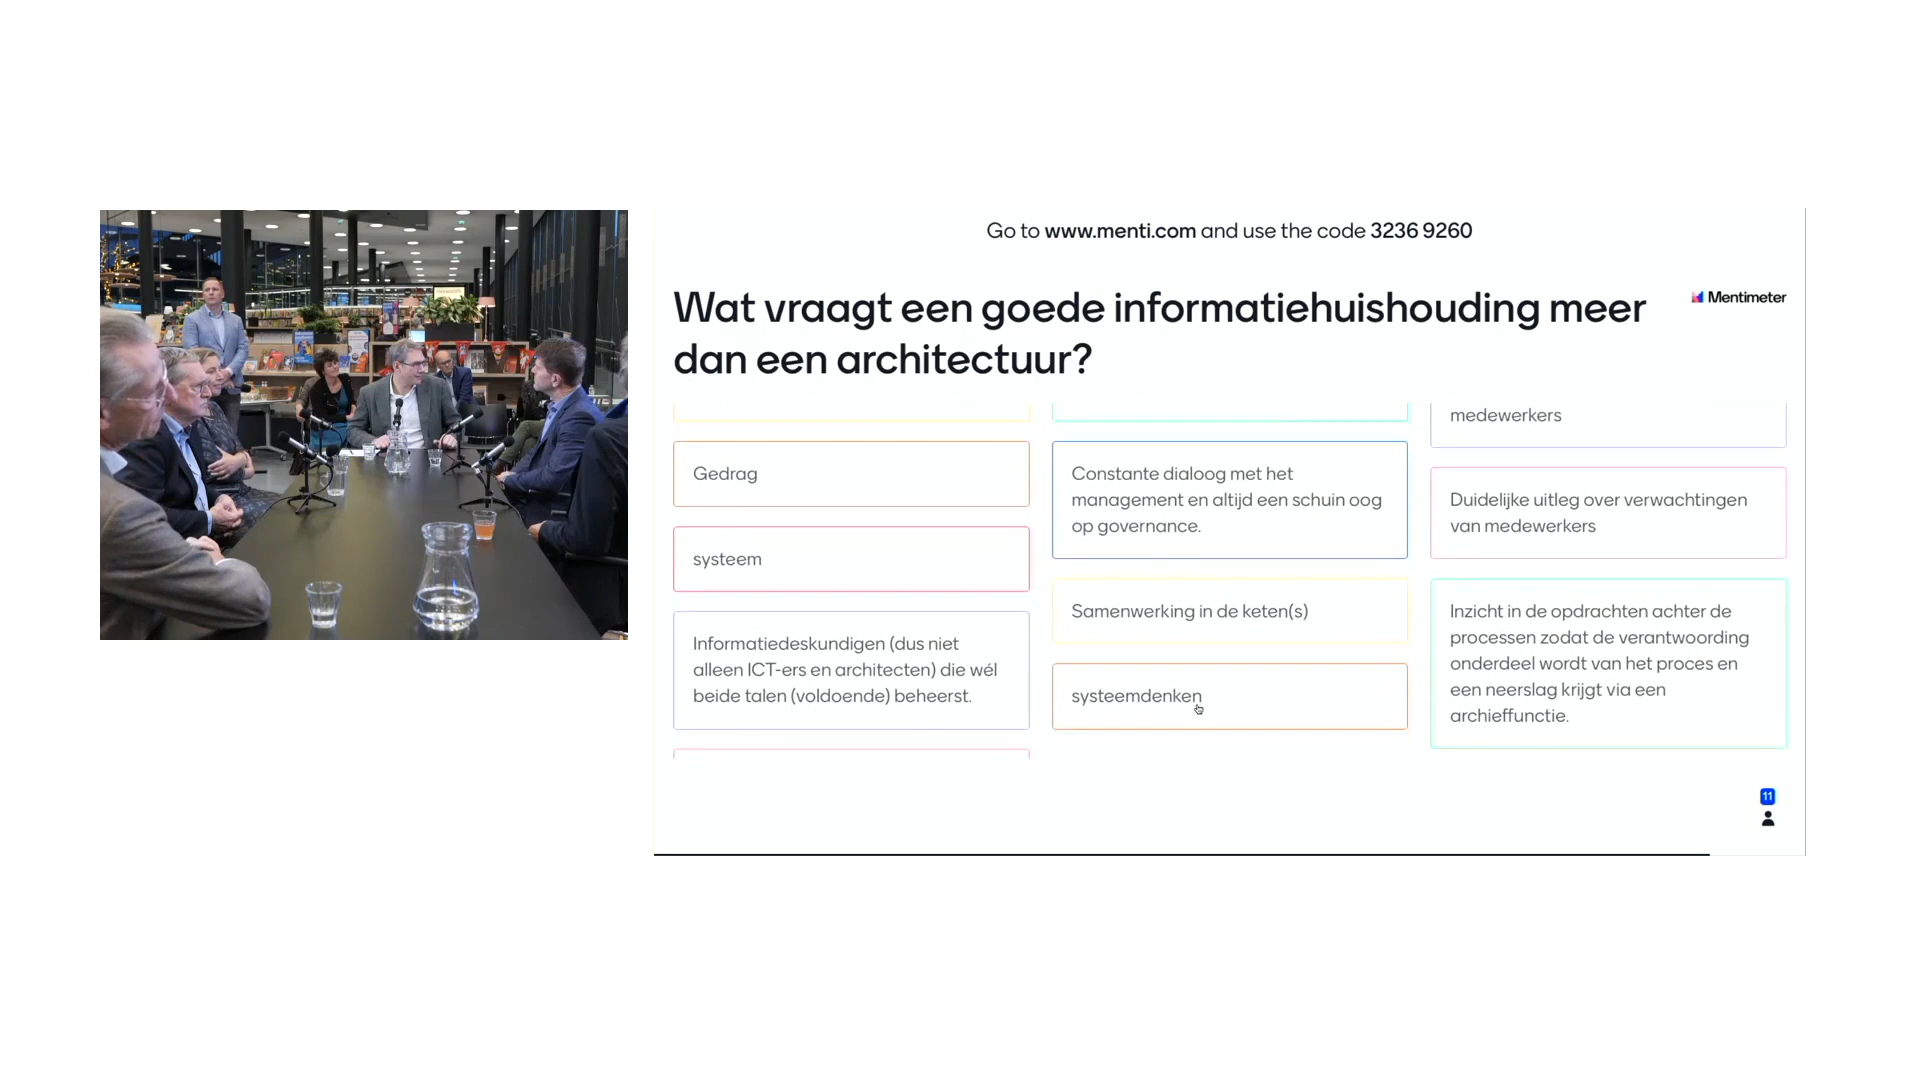 Go to www.menti.com and use the code 3236 9260
Wat vraagt een goede informatiehuishouding meer
dan een architectuur?
Mentimeter
Gedrag
systeem
Informatiedeskundigen (dus niet
alleen ICT-ers en architecten) die wél
beide talen (voldoende) beheerst.
Constante dialoog met het
management en altijd een schuin oog
op governance.
Samenwerking in de keten(s)
systeemdenken
medewerkers
Duidelijke uitleg over verwachtingen
van medewerkers
Inzicht in de opdrachten achter de
processen zodat de verantwoording
onderdeel wordt van het proces en
een neerslag krijgt via een
archieffunctie.
11